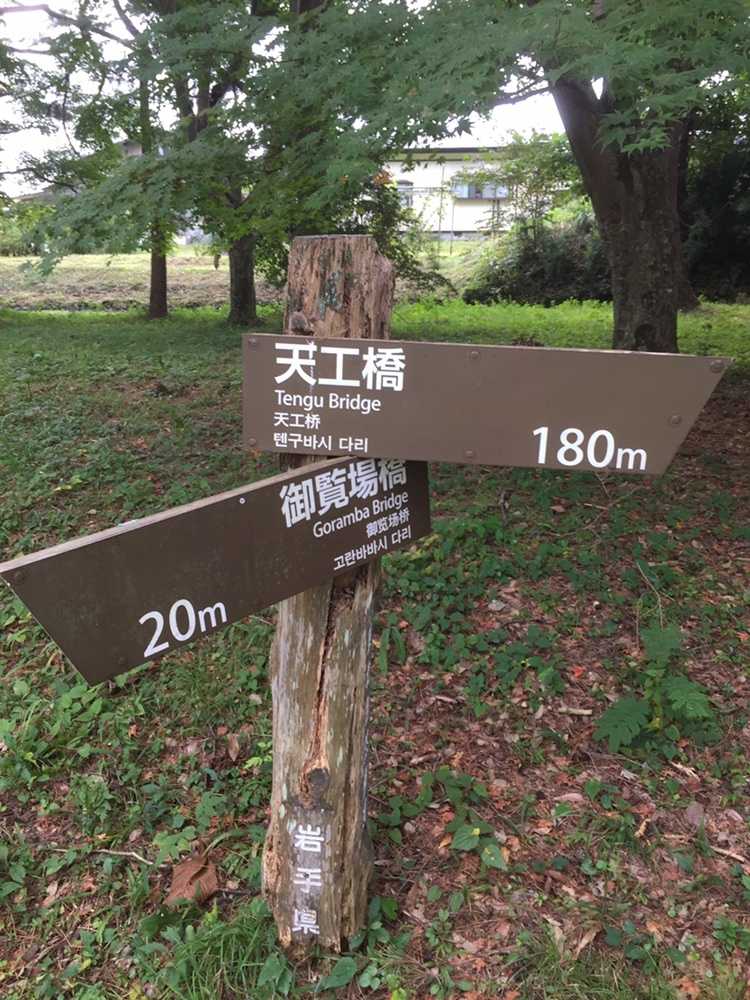 天工橋
Tengu Bridge
天工桥
텐구바시 다리
180m
御覧場橋
Goramba Bridge
御览场桥
고란바바시 다리
20m
岩手県